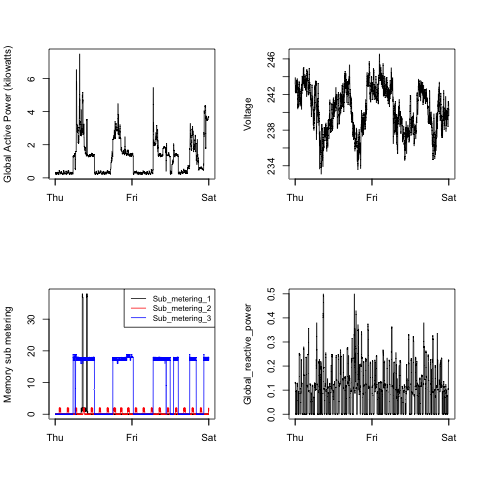 Global Active Power (kilowatts)
0 2 4 6
Thu Fri Sat
Voltage
234 238 242 246
Thu Fri Sat
Memory sub metering
0 10 20 30
Sub_metering_1
Sub_metering_2
Sub_metering_3
Thu Fri Sat
Global_reactive_power
0.0 0.1 0.2 0.3 0.4 0.5
Thu Fri Sat